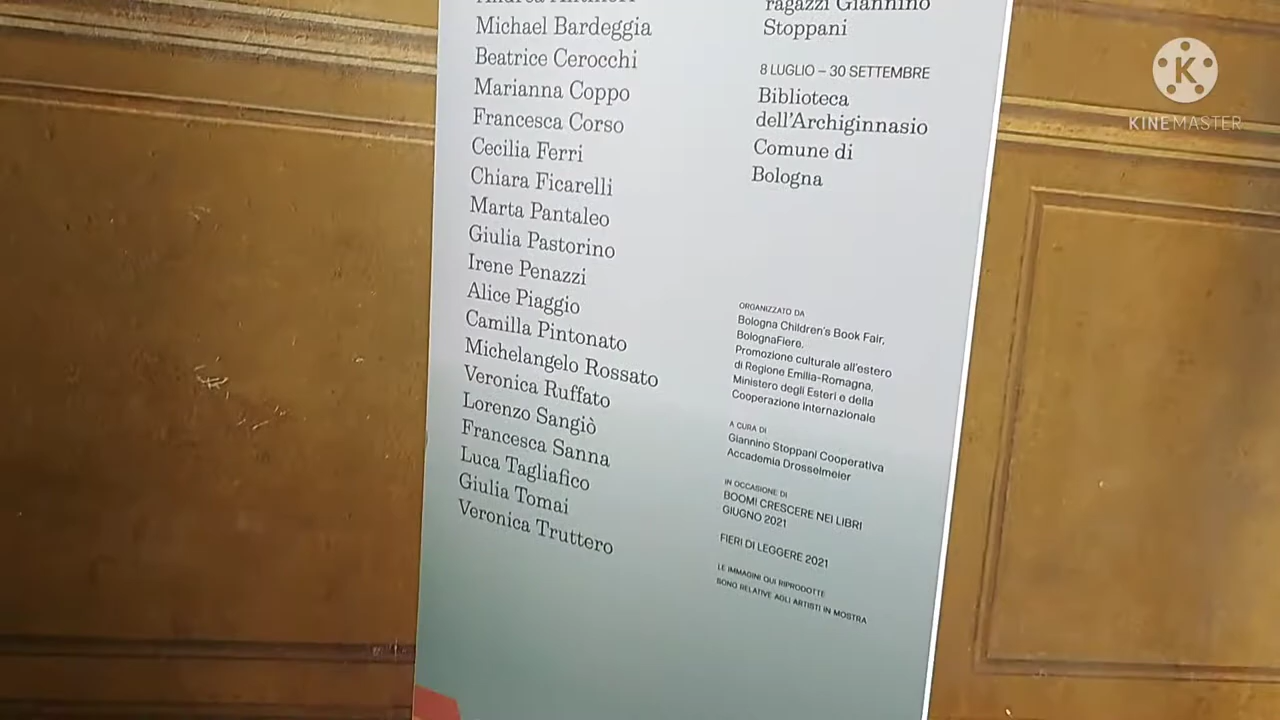 Michael Bardeggia
Beatrice Cerocchi
Marianna Coppo
Francesca Corso
Cecilia Ferri
Chiara Ficarelli
Marta Pantaleo
Giulia Pastorino
Irene Penazzi
Alice Piaggio
Camilla Pintonato
Michelangelo Rossato
Veronica Ruffato
Lorenzo Sangiò
Francesca Sanna
Luca Tagliafico
Giulia Tomai
Veronica Truttero
ragazzi Giannino
Stoppani
8 LUGLIO – 30 SETTEMBRE
Biblioteca
dell'Archiginnasio
Comune di
Bologna
ORGANIZZATO DA
Bologna Children's Book Fair,
BolognaFiere,
Promozione culturale all'estero
di Regione Emilia-Romagna,
Ministero degli Esteri e della
Cooperazione Internazionale
A CURA DI
Giannino Stoppani Cooperativa
Accademia Drosselmeier
IN OCCASIONE DI
BOOM! CRESCERE NEI LIBRI
GIUGNO 2021
FIERI DI LEGGERE 2021
LE IMMAGINI QUI RIPRODOTTE
SONO RELATIVE AGLI ARTISTI IN MOSTRA
KINEMASTER